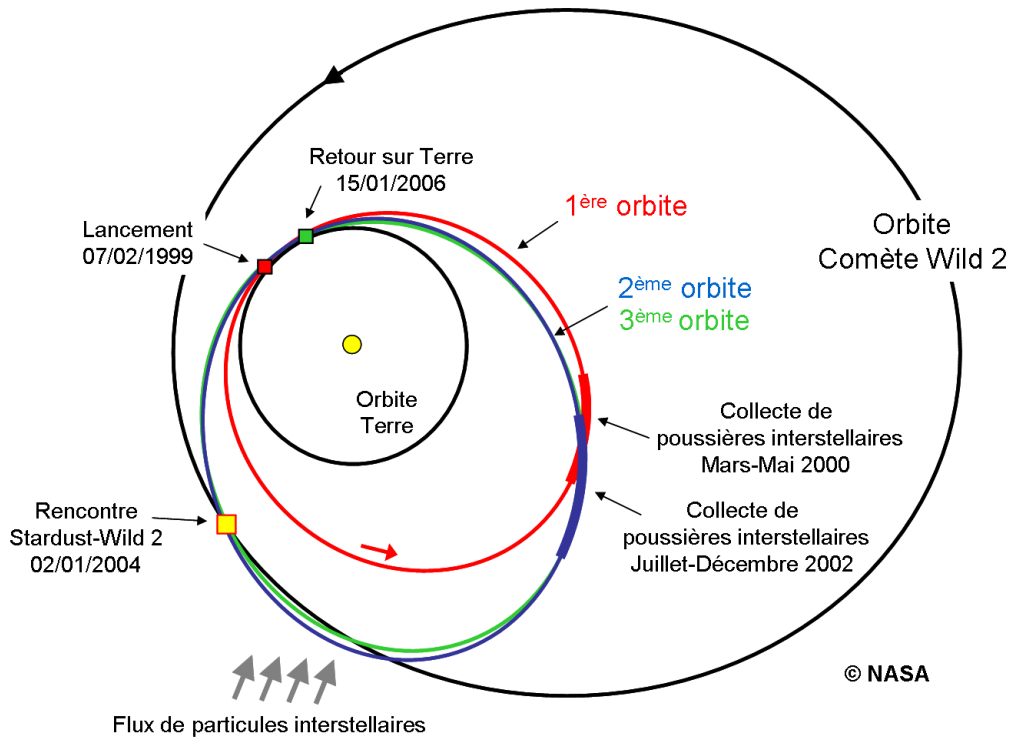 Retour sur Terre
15/01/2006
Lancement
07/02/1999
1ère orbite
Orbite
Comète Wild 2
2ème orbite
3ème orbite
Orbite
Terre
Collecte de
poussières interstellaires
Mars-Mai 2000
Rencontre
Stardust-Wild 2
02/01/2004
Collecte de
poussières interstellaires
Juillet-Décembre 2002
© NASA
Flux de particules interstellaires